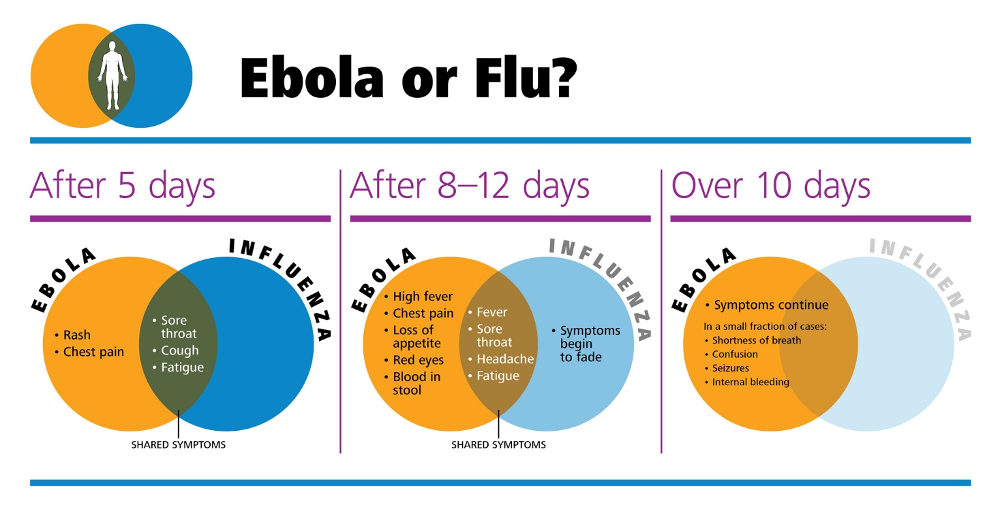 Ebola or Flu?
After 5 days
EBOLA
INFLUENZA
• Rash
• Chest pain
• Sore
throat
• Cough
• Fatigue
SHARED SYMPTOMS
After 8–12 days
EBOLA
INFLUENZA
• High fever
• Chest pain
• Loss of
appetite
• Red eyes
• Blood in
stool
• Fever
• Sore
throat
• Headache
• Fatigue
• Symptoms
begin
to fade
SHARED SYMPTOMS
Over 10 days
EBOLA
INFLUENZA
• Symptoms continue
In a small fraction of cases:
• Shortness of breath
• Confusion
• Seizures
• Internal bleeding